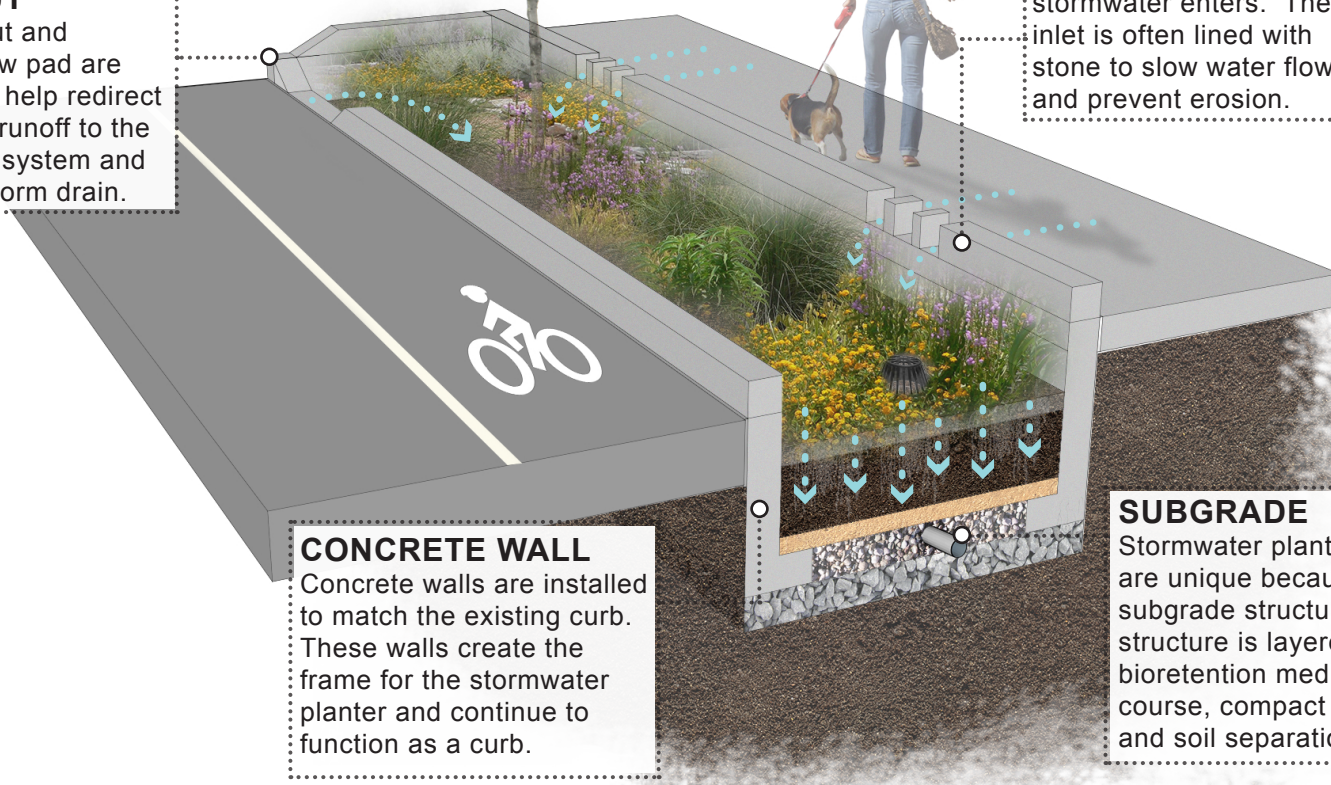 ut and
w pad are
help redirect
runoff to the
system and
orm drain.
stormwater enters. The
inlet is often lined with
stone to slow water flow
and prevent erosion.
CONCRETE WALL
Concrete walls are installed
to match the existing curb.
These walls create the
frame for the stormwater
planter and continue to
function as a curb.
SUBGRADE
Stormwater plant
are unique becau
subgrade structu
structure is layere
bioretention med
course, compact
and soil separatio